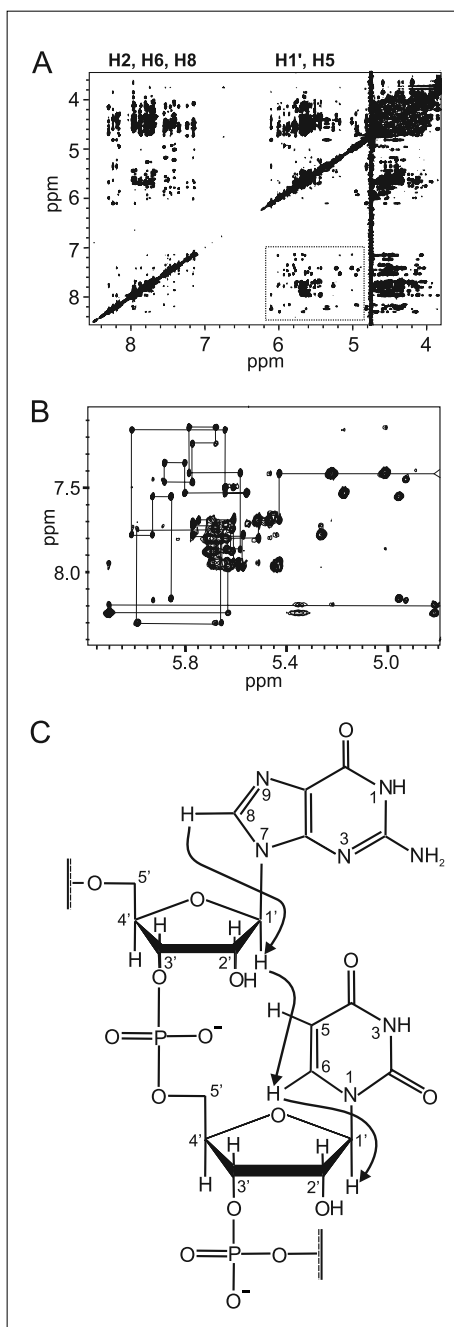 A
H2, H6, H8 H1', H5
4
5
6
7
8
ppm
8 7 6 5 4
ppm
B
7.5
8.0
ppm
5.8 5.4 5.0
ppm
C
O
N 9 1 NH
H 8
7 N 3 N NH2
O 5' O 1'
4' H H
H 3' 2' H
O OH H O
O=P–O- 5 3 NH
O 5' H 6 1 N O
O 1'
4' H H
H 3' 2' H
O OH
O=P–O
O-